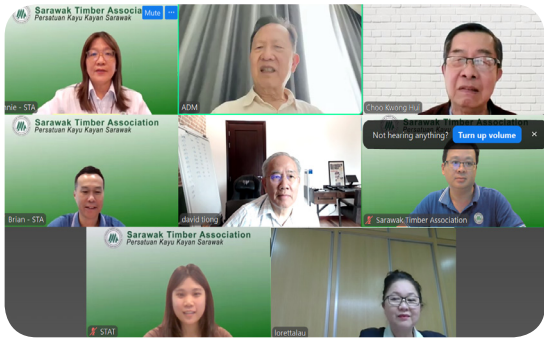 Sarawak Timber Associa
Persatuan Kayu Kayan Sarawak
Mute
nnie - STA
ADM
Choo Kwong Hui
Sarawak Timber Association
Persatuan Kayu Kayan Sarawak
Brian - STA
david tiong
Not hearing anything?
Turn up volume
Sarawak Timber Association
Sarawak Timber Association
Persatuan Kayu Kayan Sarawak
STAT
lorettalau